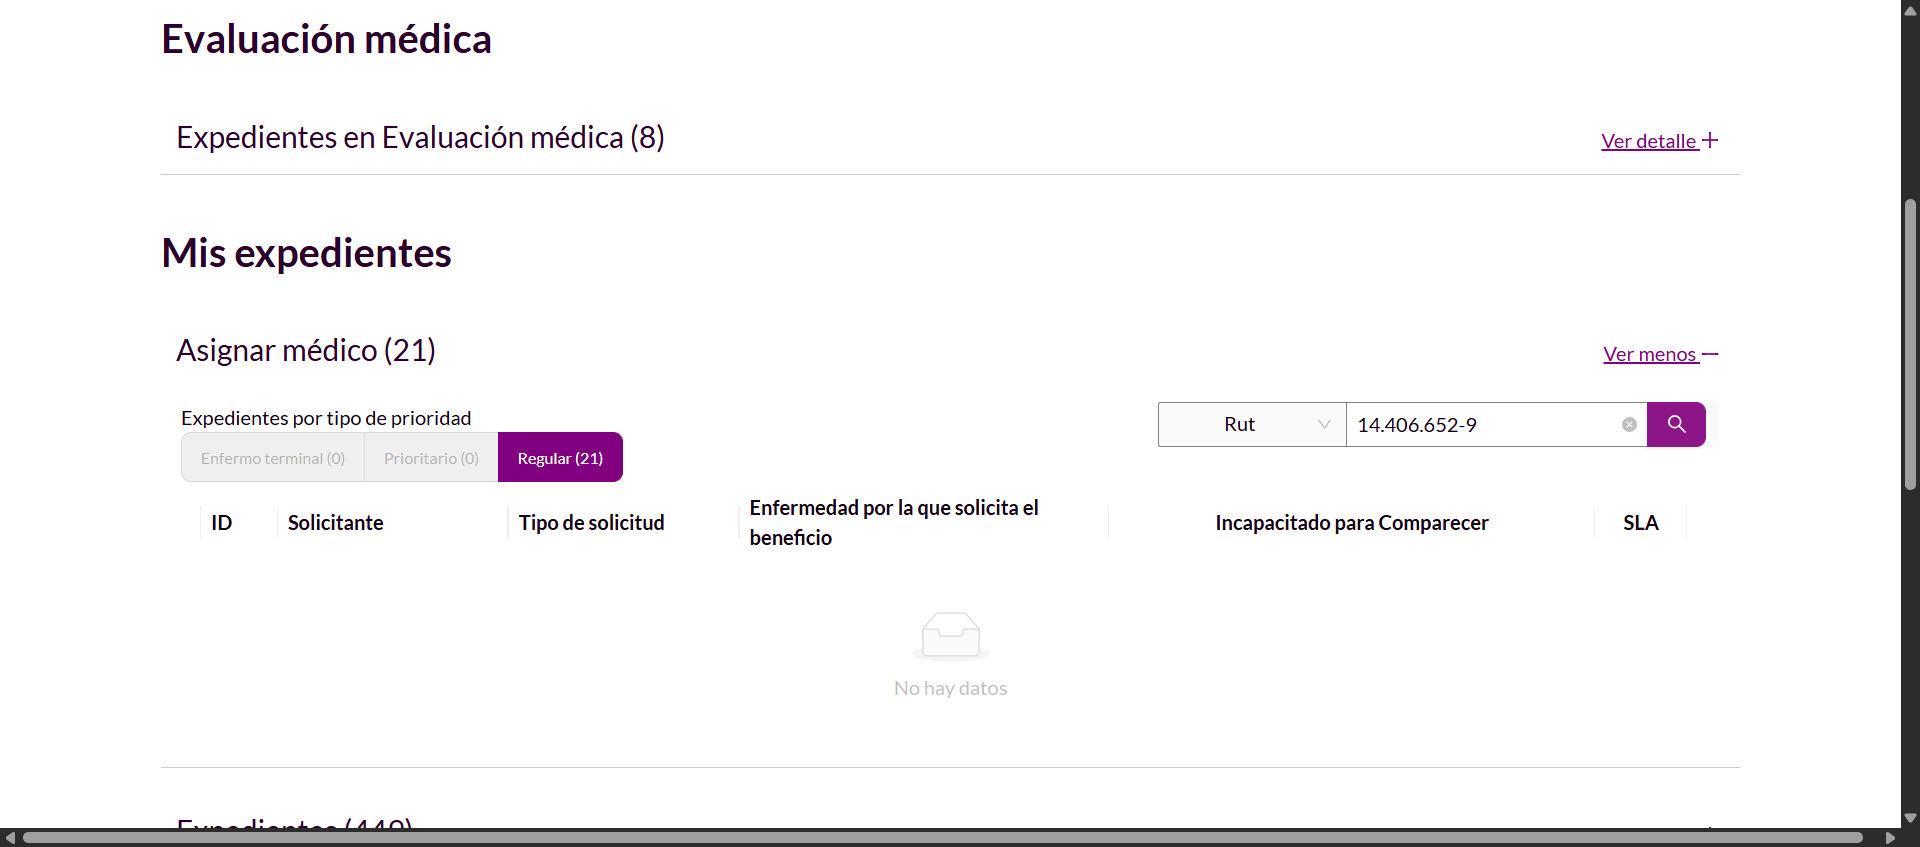 Evaluación médica
Expedientes en Evaluación médica (8)
Ver detalle
Mis expedientes
Asignar médico (21)
Ver menos
Expedientes por tipo de prioridad
Rut
14.406.652-9
Enfermo terminal (0)
Prioritario (0)
Regular (21)
ID
Solicitante
Tipo de solicitud
Enfermedad por la que solicita el
beneficio
Incapacitado para Comparecer
SLA
No hay datos
Expedientes (449)